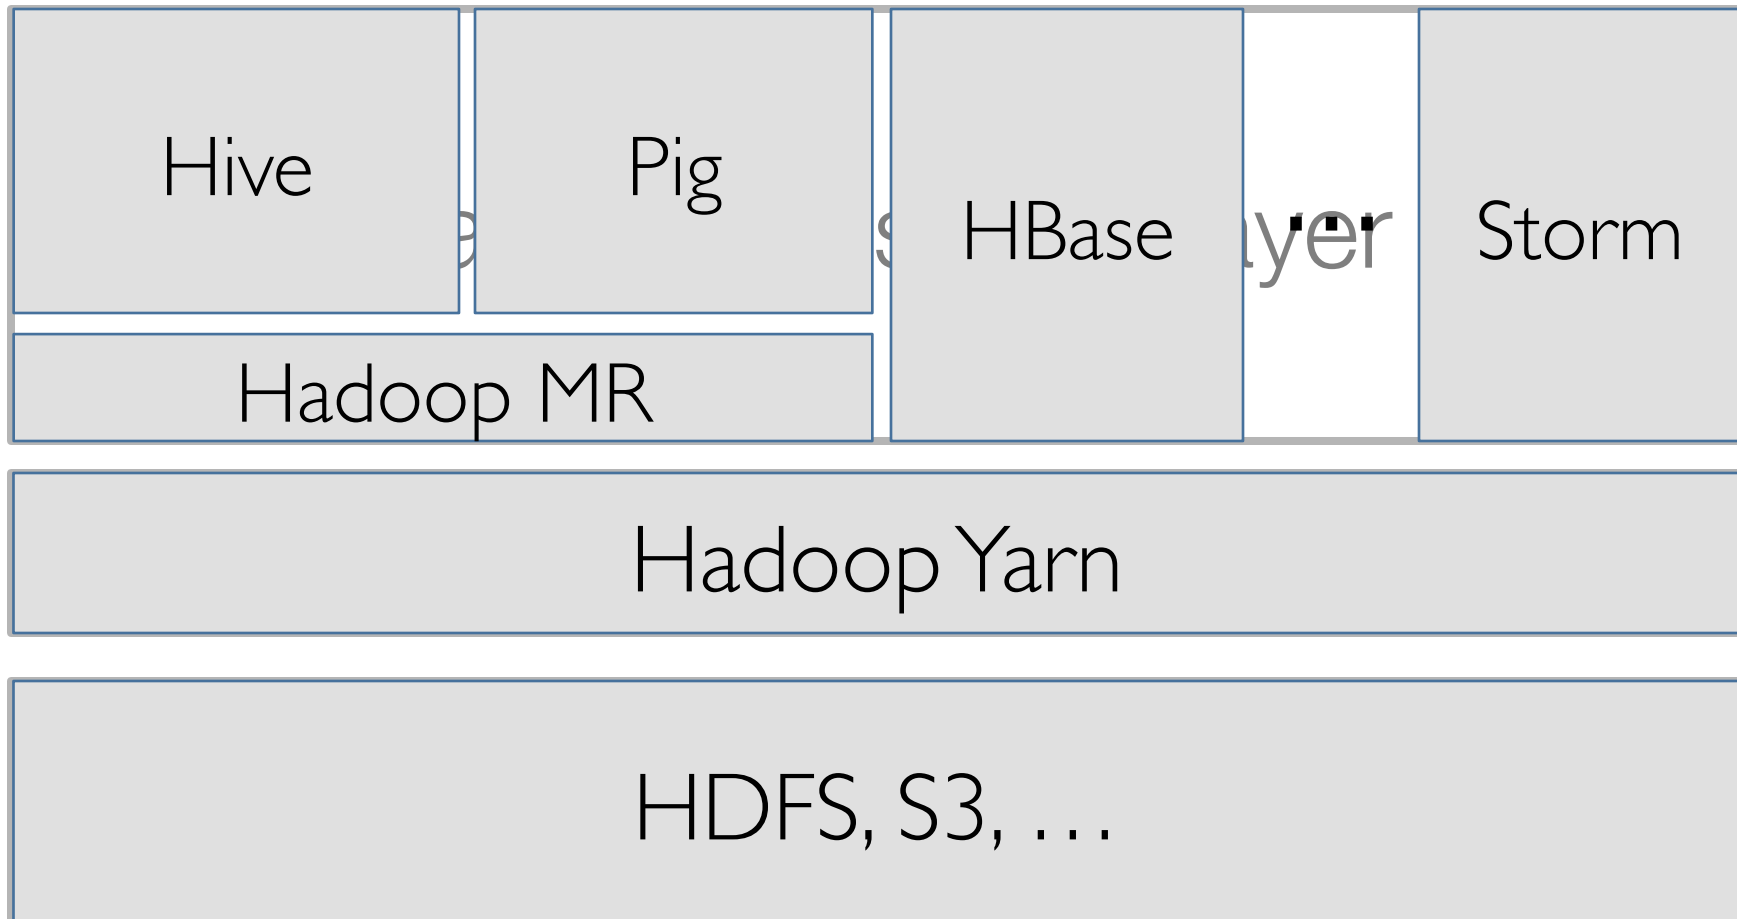 Hive
Pig
HBase
...
Storm
Hadoop MR
Hadoop Yarn
HDFS, S3, …